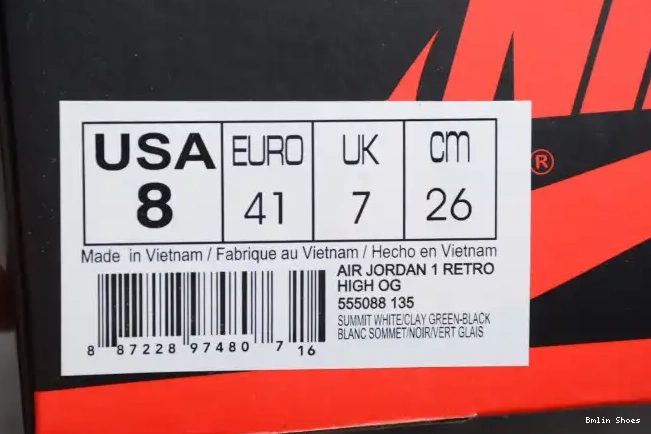 USA EURO UK cm
8 41 7 26
®
Made in Vietnam / Fabrique au Vietnam / Hecho en Vietnam
AIR JORDAN 1 RETRO
HIGH OG
555088 135
SUMMIT WHITE/CLAY GREEN-BLACK
BLANC SOMMET/NOIR/VERT GLAIS
8 87228 97480 7 16
Bmlin Shoes